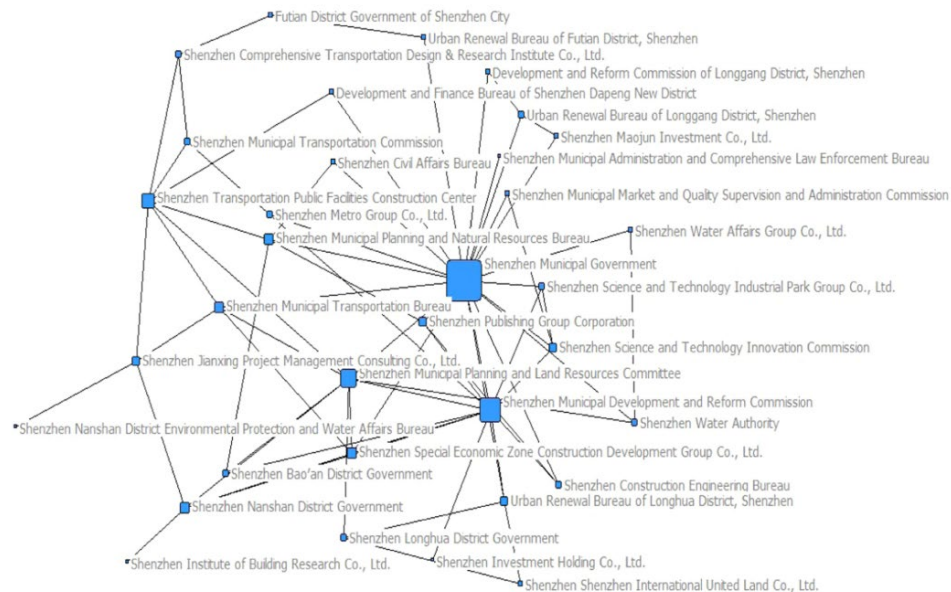 Futian District Government of Shenzhen City
Urban Renewal Bureau of Futian District, Shenzhen
Shenzhen Comprehensive Transportation Design & Research Institute Co., Ltd.
Development and Reform Commission of Longgang District, Shenzhen
Development and Finance Bureau of Shenzhen Dapeng New District
Urban Renewal Bureau of Longgang District, Shenzhen
Shenzhen Maojun Investment Co., Ltd.
Shenzhen Municipal Transportation Commission
Shenzhen Civil Affairs Bureau
Shenzhen Municipal Administration and Comprehensive Law Enforcement Bureau
Shenzhen Transportation Public Facilities Construction Center
Shenzhen Municipal Market and Quality Supervision and Administration Commission
Shenzhen Metro Group Co., Ltd.
Shenzhen Water Affairs Group Co., Ltd.
Shenzhen Municipal Planning and Natural Resources Bureau
Shenzhen Municipal Government
Shenzhen Science and Technology Industrial Park Group Co., Ltd.
Shenzhen Municipal Transportation Bureau
Shenzhen Publishing Group Corporation
Shenzhen Science and Technology Innovation Commission
Shenzhen Jianxing Project Management Consulting Co., Ltd.
Shenzhen Municipal Planning and Land Resources Committee
Shenzhen Municipal Development and Reform Commission
Shenzhen Water Authority
Shenzhen Nanshan District Environmental Protection and Water Affairs Bureau
Shenzhen Special Economic Zone Construction Development Group Co., Ltd.
Shenzhen Bao'an District Government
Shenzhen Construction Engineering Bureau
Urban Renewal Bureau of Longhua District, Shenzhen
Shenzhen Nanshan District Government
Shenzhen Longhua District Government
Shenzhen Institute of Building Research Co., Ltd.
Shenzhen Investment Holding Co., Ltd.
Shenzhen Shenzhen International United Land Co., Ltd.